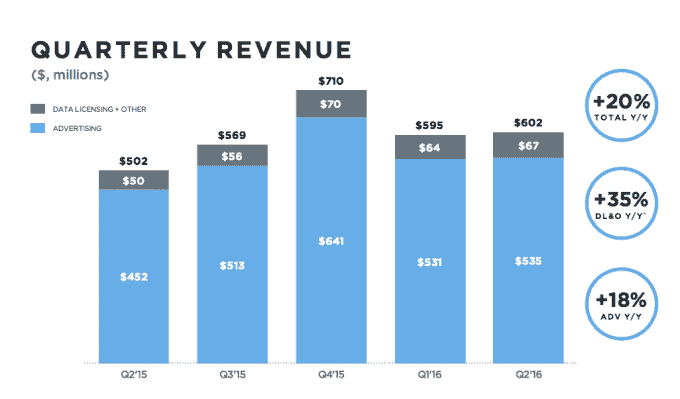 QUARTERLY REVENUE
($, millions)
DATA LICENSING + OTHER
ADVERTISING
$502
$50
$452
$569
$56
$513
$710
$70
$641
$595
$64
$531
$602
$67
$535
Q2'15
Q3'15
Q4'15
Q1'16
Q2'16
+20%
TOTAL Y/Y
+35%
DL&O Y/Y*
+18%
ADV Y/Y